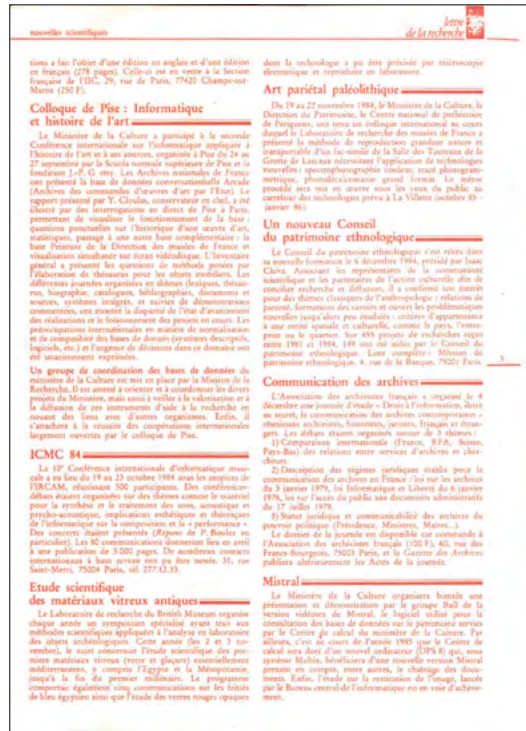 nouvelles scientifiques
lettre
de la recherche
tions a fait l'objet d'une édition en anglais et d'une édition
en français (278 pages). Celle-ci est en vente à la Section
française de l'IIC, 29, rue de Paris, 77420 Champs-sur-
Marne (250 F).
Colloque de Pise : Informatique
et histoire de l'art
Le Ministère de la Culture a participé à la seconde
Conférence internationale sur l'informatique appliquée à
l'histoire de l'art et à ses sources, organisée à Pise du 24 au
27 septembre par la Scuola normale supérieure de Pise et la
fondation J.-P. G etty. Les Archives nationales de France
ont présenté la base de données conversationnelle Arcade
(Archives des commandes d'œuvres d'art par l'Etat). Le
rapport présenté par Y. Cloulas, conservateur en chef, a été
illustré par des interrogations en direct de Pise à Paris,
permettant de visualiser le fonctionnement de la base :
questions ponctuelles sur l'historique d'une œuvre d'art,
statistiques, passage à une autre base complémentaire : la
base Peinture de la Direction des musées de France et
visualisation simultanée sur écran vidéodisque. L'Inventaire
général a présenté les questions de méthode posées par
l'élaboration de thésaurus pour les objets mobiliers. Les
différentes journées organisées en thèmes (lexiques, thésau-
rus, biographie, catalogues, bibliographies, documents et
sources, systèmes intégrés, et suivies de démonstrations
commentées, ont montré la disparité de l'état d'avancement
des réalisations et le foisonnement des projets en cours. Les
préoccupations internationales en matière de normalisation
et de compatibilité des bases de données (systèmes descriptifs,
logiciels, etc.) et l'urgence de décisions dans ce domaine ont
été unanimement exprimées.
Un groupe de coordination des bases de données du
ministère de la Culture est mis en place par la Mission de la
Recherche. Il est amené à orienter et à coordonner les divers
projets du Ministère, mais aussi à veiller à la valorisation et à
la diffusion de ces instruments d'aide à la recherche en
nouant des liens avec d'autres organismes. Enfin, il
s'attachera à la réussite des coopérations internationales
largement ouvertes par le colloque de Pise.
ICMC 84
La 10e Conférence internationale d'informatique musi-
cale a eu lieu du 19 au 23 octobre 1984 sous les auspices de
l'IRCAM, réunissant 500 participants. Des conférences-
débats étaient organisées sur des thèmes comme le matériel
pour la synthèse et le traitement des sons, acoustique et
psycho-acoustique, implications esthétiques et théoriques
de l'informatique sur la composition et la « performance ».
Des concerts étaient présentés (Répons de P. Boulez en
particulier). Les 80 communications donneront lieu en avril
à une publication de 3.000 pages. De nombreux contacts
internationaux à haut niveau ont pu être noués. 31, rue
Saint-Merri, 75004 Paris, tél. 277.12.33.
Etude scientifique
des matériaux vitreux antiques
Le Laboratoire de recherche du British Museum organise
chaque année un symposium spécialisé ayant trait aux
méthodes scientifiques appliquées à l'analyse en laboratoire
des objets archéologiques. Cette année (les 2 et 3 no-
vembre), le sujet concernait l'étude scientifique des pre-
miers matériaux vitreux (verre et glaçure) essentiellement
méditerranéens, y compris l'Egypte et la Mésopotamie,
jusqu'à la fin du premier millénaire. Le programme
comportait également cinq communications sur les frittes
de bleu égyptien ainsi que l'étude des verres rouges opaques
dont la technologie a pu être précisée par microscopie
électronique et reproduite en laboratoire.
Art pariétal paléolithique
Du 19 au 22 novembre 1984, le Ministère de la Culture, la
Direction du Patrimoine, le Centre national de préhistoire
de Périgueux, ont tenu un colloque international au cours
duquel le Laboratoire de recherche des musées de France a
présenté la méthode de reproduction grandeur nature et
transportable d'un fac-similé de la Salle des Taureaux de la
Grotte de Lascaux nécessitant l'application de technologies
nouvelles : spectrophotographie couleur, tracé photogram-
métrique, photodécalcomanie grand format. Le même
procédé sera mis en œuvre sous les yeux du public au
carrefour des technologies prévu à La Villette (octobre 85 -
janvier 86).
Un nouveau Conseil
du patrimoine ethnologique
Le Conseil du patrimoine ethnologique s'est réuni dans
sa nouvelle formation le 6 décembre 1984, présidé par Isaac
Chiva. Associant les représentants de la communauté
scientifique et les partenaires de l'action culturelle afin de
concilier recherche et diffusion, il a confirmé son intérêt
pour des thèmes classiques de l'anthropologie : relations de
parenté, formations des savoirs et ouvert les problématiques
nouvelles jusqu'alors peu étudiées : critères d'appartenance
à une entité spatiale et culturelle, comme le pays, l'entre-
prise ou le quartier. Sur 495 projets de recherches reçus
entre 1981 et 1984, 149 ont été aidés par le Conseil du
patrimoine ethnologique. Liste complète : Mission du
patrimoine ethnologique, 4, rue de la Banque, 75002 Paris.
3
Communication des archives
L'Association des archivistes français a organisé le 4
décembre une journée d'étude « Droit à l'information, droit
au secret, la communication des archives contemporaines »
réunissant archivistes, historiens, juristes, français et étran-
gers. Les débats étaient organisés autour de 3 thèmes :
1) Comparaison internationale (France, RFA, Suisse,
Pays-Bas) des relations entre services d'archives et cher-
cheurs.
2) Description des régimes juridiques établis pour la
communication des archives en France : loi sur les archives
du 3 janvier 1979, loi Informatique et Liberté du 6 janvier
1978, loi sur l'accès du public aux documents administratifs
du 17 juillet 1978.
3) Statut juridique et communicabilité des archives du
pouvoir politique (Présidence, Ministres, Maires...).
Le dossier de la journée est disponible sur commande à
l'Association des archivistes français (100 F), 60, rue des
Francs-Bourgeois, 75003 Paris, et la Gazette des Archives
publiera ultérieurement les Actes de la journée.
Mistral
Le Ministère de la Culture organisera bientôt une
présentation et démonstration par le groupe Bull de la
version vidéotex de Mistral, le logiciel utilisé pour la
consultation des bases de données sur le patrimoine servies
par le Centre de calcul du ministère de la Culture. Par
ailleurs, c'est au cours de l'année 1985 que le Centre de
calcul sera doté d'un nouvel ordinateur (DPS 8) qui, sous
système Multics, bénéficiera d'une nouvelle version Mistral
prenant en compte, entre autres, le chaînage des docu-
ments. Enfin, l'étude sur la restitution de l'image, lancée
par le Bureau central de l'informatique est en voie d'achève-
ment.